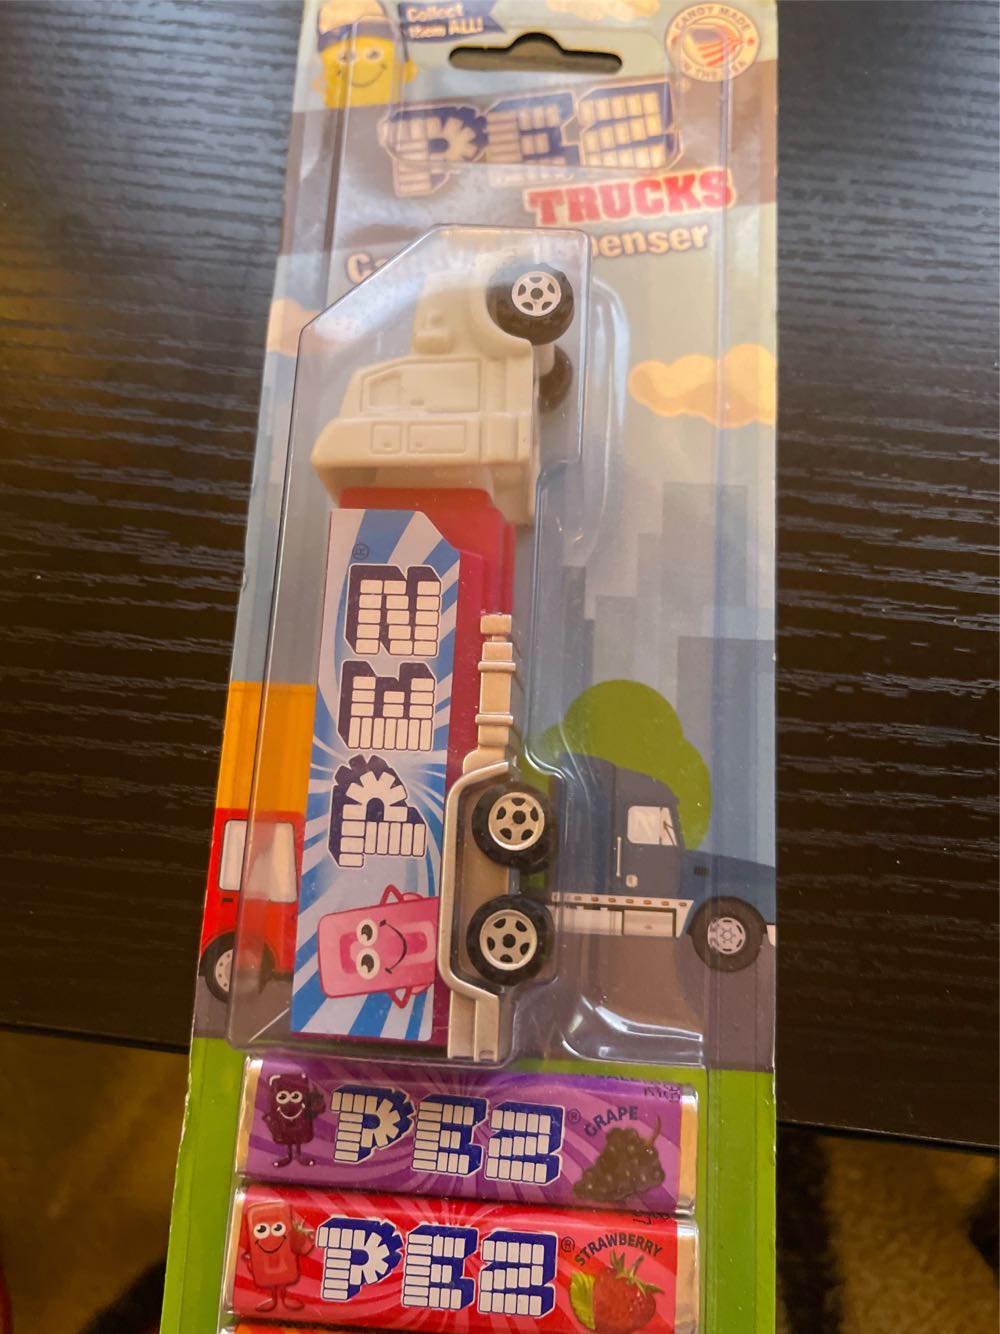 Collect
them ALL!
CANDY MADE
IN THE USA
PEZ
TRUCKS
Candy Dispenser
PEZ®
PEZ® GRAPE
PEZ® STRAWBERRY